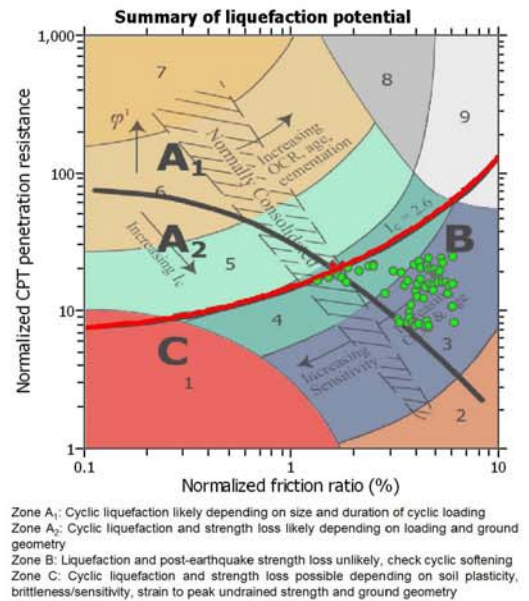 Summary of liquefaction potential
Normalized CPT penetration resistance
1,000
100
10
1
7
8
9
φ'
A1
Increasing
OCR, age,
cementation
Normally Consolidated
6
A2
Increasing Ic
Ic = 2.6
B
5
4
C
1
Increasing
Sensitivity
3
2
0.1
1
10
Normalized friction ratio (%)
Zone A1: Cyclic liquefaction likely depending on size and duration of cyclic loading
Zone A2: Cyclic liquefaction and strength loss likely depending on loading and ground
geometry
Zone B: Liquefaction and post-earthquake strength loss unlikely, check cyclic softening
Zone C: Cyclic liquefaction and strength loss possible depending on soil plasticity,
brittleness/sensitivity, strain to peak undrained strength and ground geometry